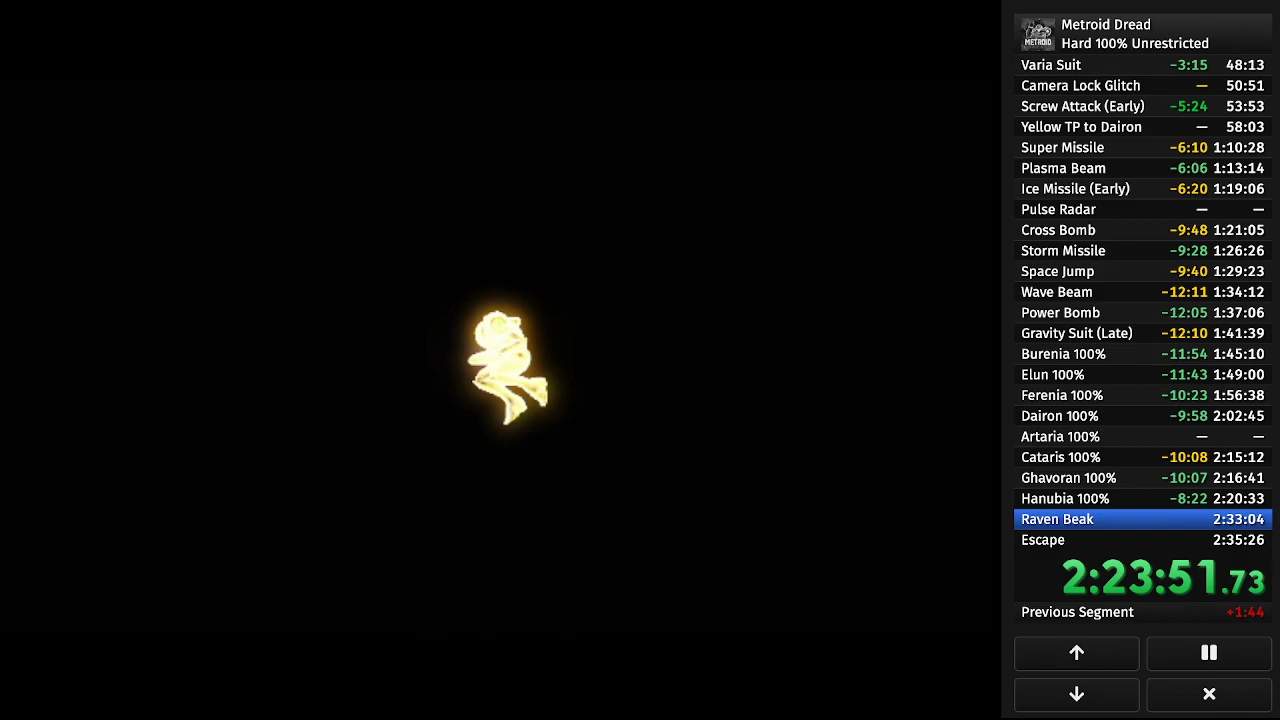 Metroid Dread
Hard 100% Unrestricted
METROID
Varia Suit −3:15 48:13
Camera Lock Glitch — 50:51
Screw Attack (Early) −5:24 53:53
Yellow TP to Dairon — 58:03
Super Missile −6:10 1:10:28
Plasma Beam −6:06 1:13:14
Ice Missile (Early) −6:20 1:19:06
Pulse Radar — —
Cross Bomb −9:48 1:21:05
Storm Missile −9:28 1:26:26
Space Jump −9:40 1:29:23
Wave Beam −12:11 1:34:12
Power Bomb −12:05 1:37:06
Gravity Suit (Late) −12:10 1:41:39
Burenia 100% −11:54 1:45:10
Elun 100% −11:43 1:49:00
Ferenia 100% −10:23 1:56:38
Dairon 100% −9:58 2:02:45
Artaria 100% — —
Cataris 100% −10:08 2:15:12
Ghavoran 100% −10:07 2:16:41
Hanubia 100% −8:22 2:20:33
Raven Beak 2:33:04
Escape 2:35:26
2:23:51.73
Previous Segment +1:44